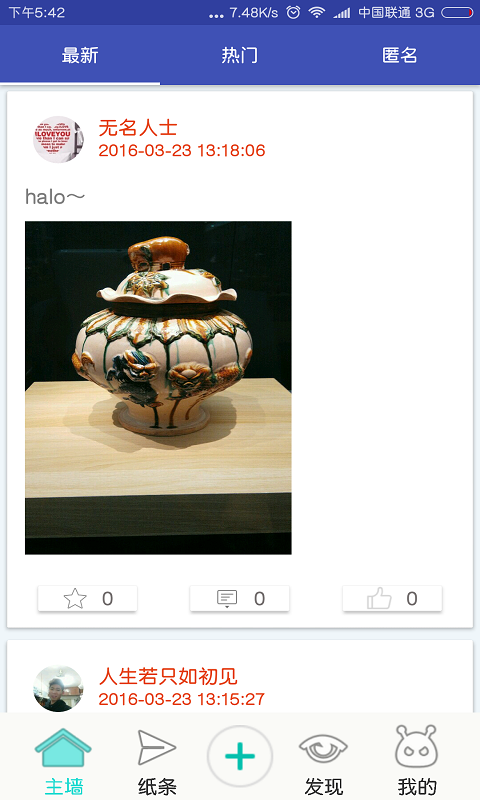 下午5:42 ... 7.48K/s 中国联通 3G
最新 热门 匿名
无名人士
2016-03-23 13:18:06
halo～
0 0 0
人生若只如初见
2016-03-23 13:15:27
主墙 纸条 发现 我的